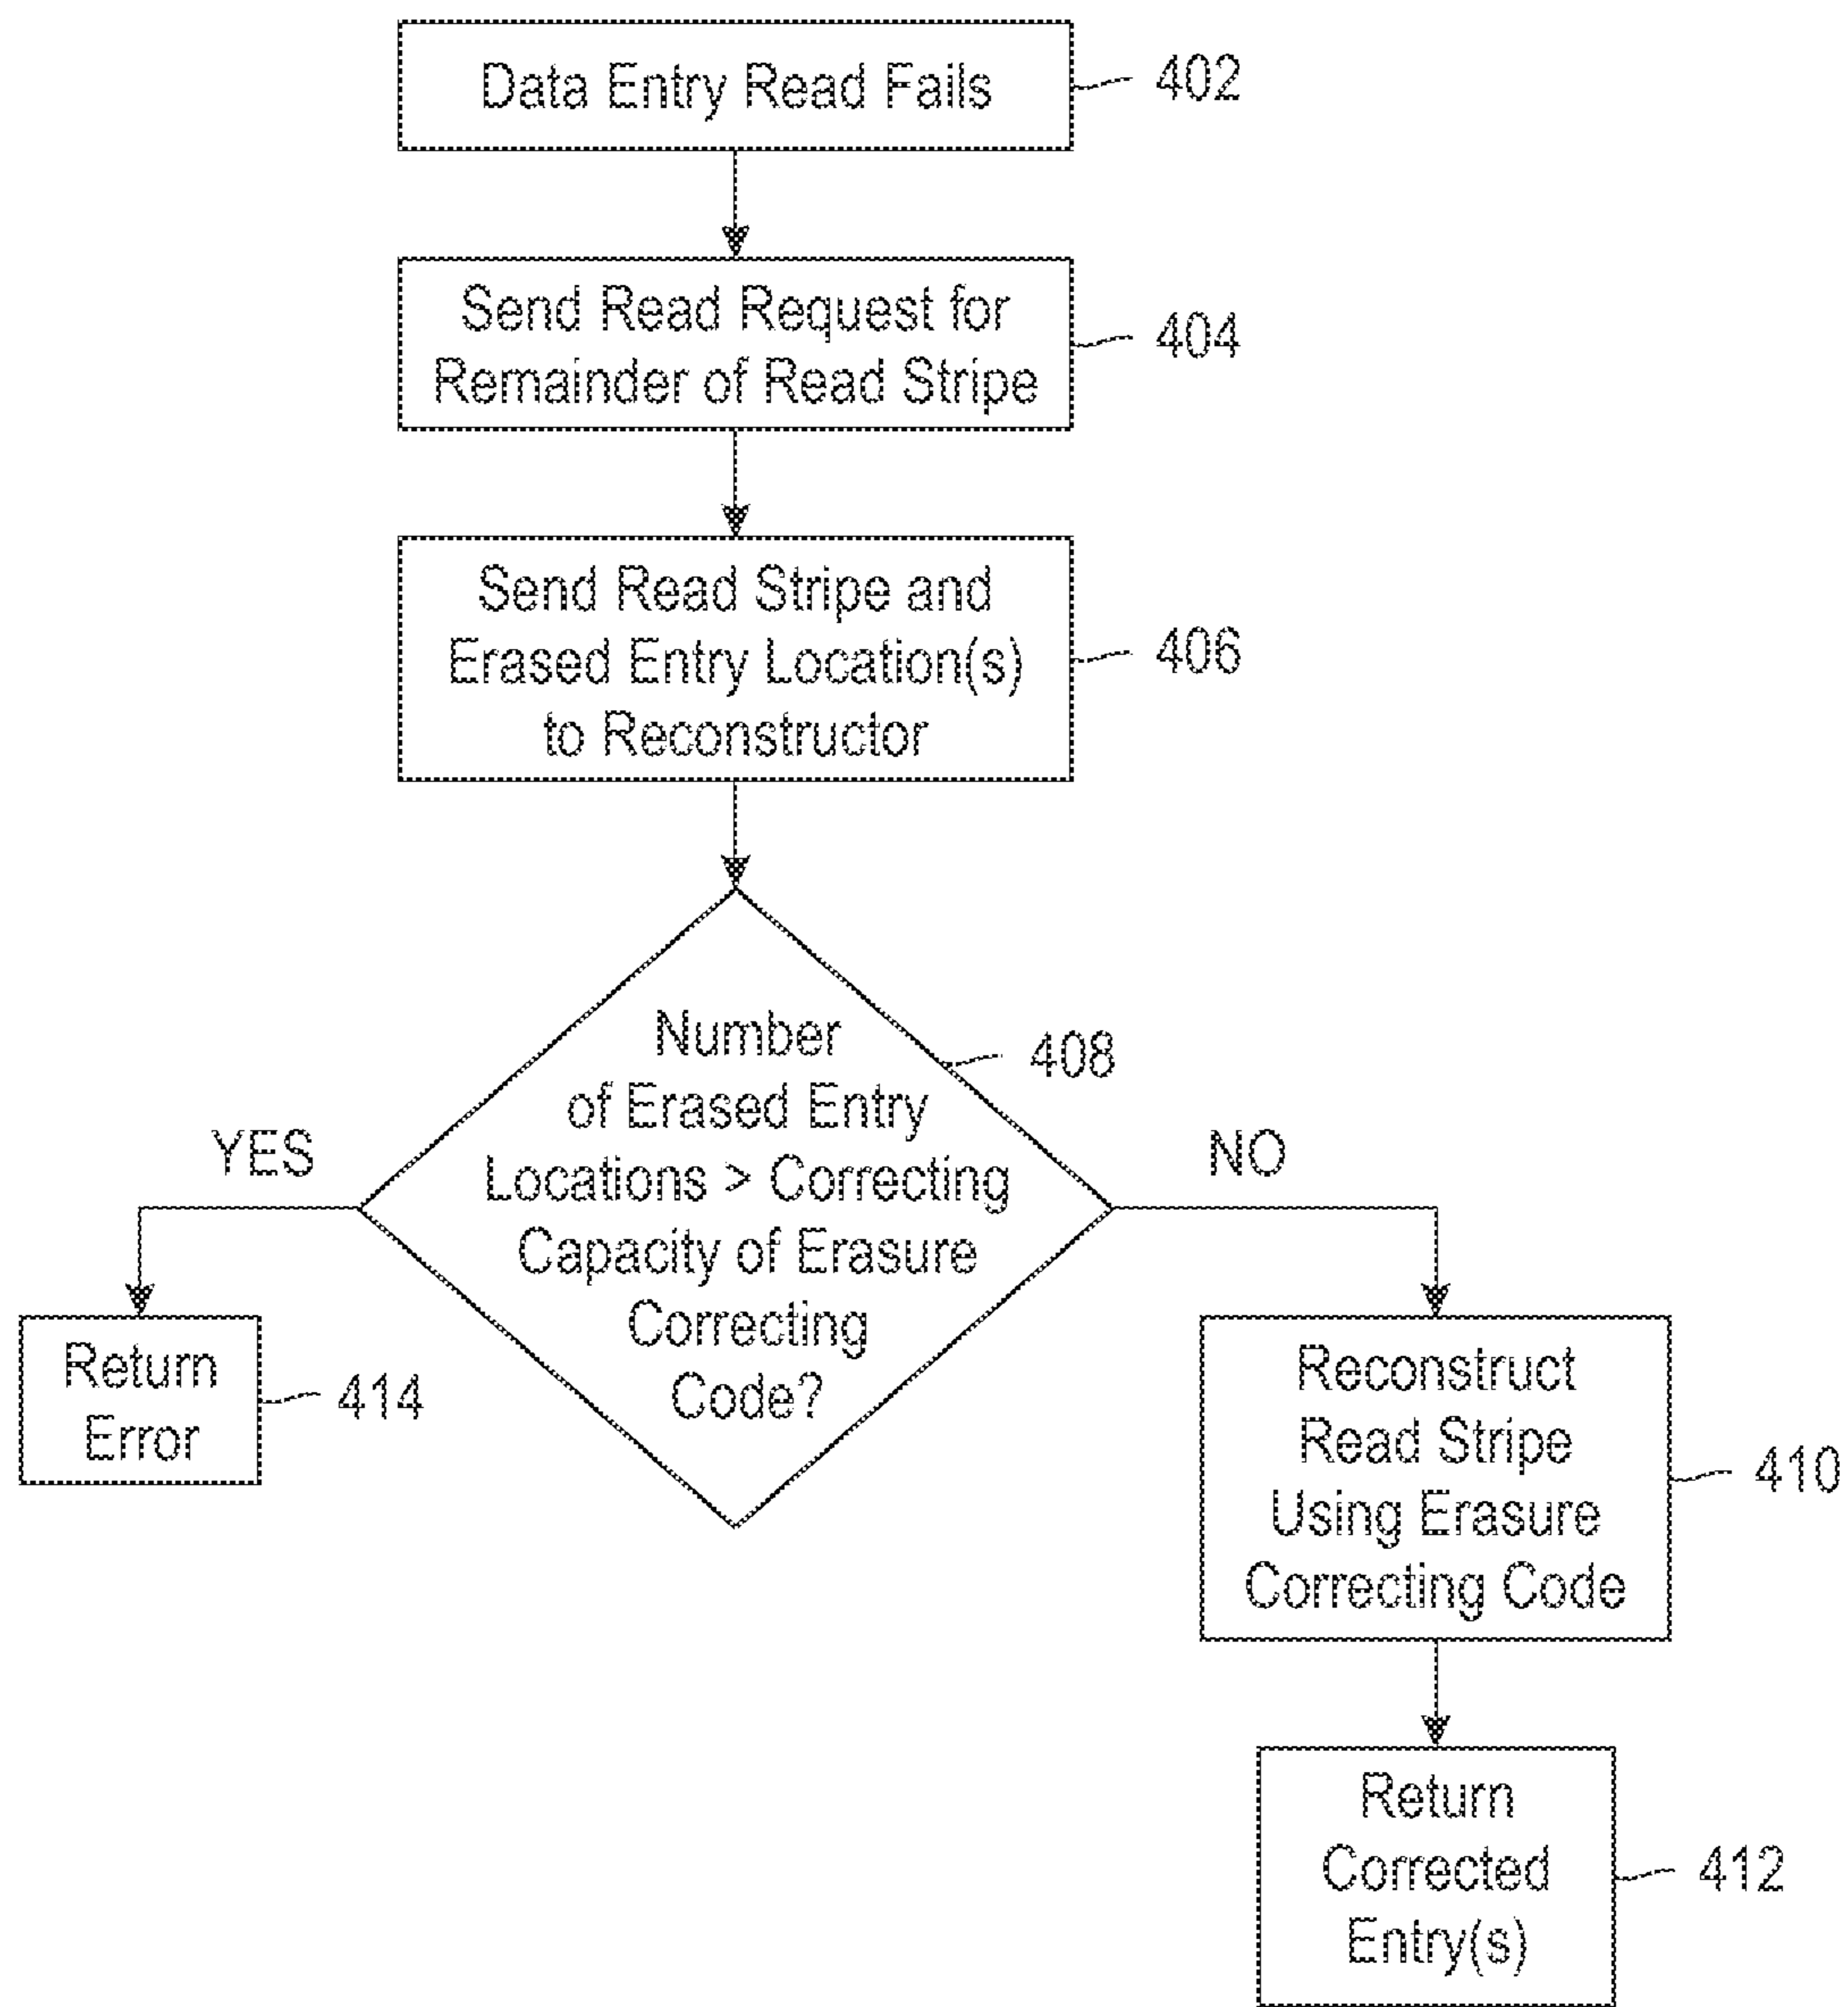 Data Entry Read Fails
402
Send Read Request for
Remainder of Read Stripe
404
Send Read Stripe and
Erased Entry Location(s)
to Reconstructor
406
Number
of Erased Entry
Locations > Correcting
Capacity of Erasure
Correcting
Code?
408
YES
NO
Return
Error
414
Reconstruct
Read Stripe
Using Erasure
Correcting Code
410
Return
Corrected
Entry(s)
412